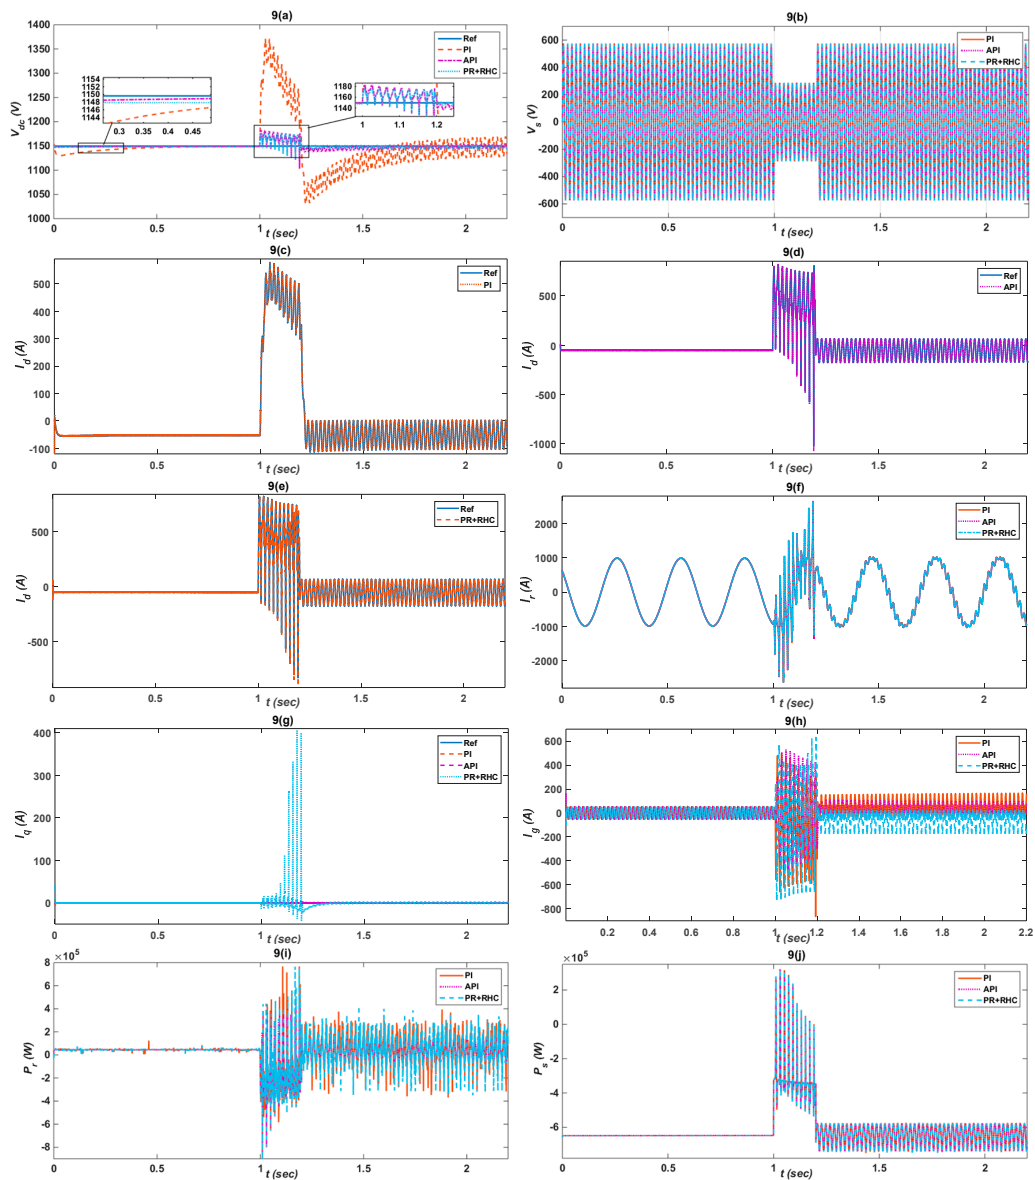 9(a)
1400
1350
1300
1250
1200
1150
1100
1050
1000
V_dc (V)
Ref
PI
API
PR+RHC
1154
1152
1150
1148
1146
1144
0.3 0.35 0.4 0.45
1180
1160
1140
1 1.1 1.2
0 0.5 1 1.5 2
t (sec)
9(b)
600
400
200
0
-200
-400
-600
V_s (V)
PI
API
PR+RHC
0 0.5 1 1.5 2
t (sec)
9(c)
500
400
300
200
100
0
-100
I_d (A)
Ref
PI
0 0.5 1 1.5 2
t (sec)
9(d)
500
0
-500
-1000
I_d (A)
Ref
API
0 0.5 1 1.5 2
t (sec)
9(e)
500
0
-500
I_d (A)
Ref
PR+RHC
0 0.5 1 1.5 2
t (sec)
9(f)
2000
1000
0
-1000
-2000
I_r (A)
PI
API
PR+RHC
0 0.5 1 1.5 2
t (sec)
9(g)
400
300
200
100
0
I_q (A)
Ref
PI
API
PR+RHC
0 0.5 1 1.5 2
t (sec)
9(h)
600
400
200
0
-200
-400
-600
-800
I_g (A)
PI
API
PR+RHC
0.2 0.4 0.6 0.8 1 1.2 1.4 1.6 1.8 2 2.2
t (sec)
9(i)
×10^5
8
6
4
2
0
-2
-4
-6
-8
P_r (W)
PI
API
PR+RHC
0 0.5 1 1.5 2
t (sec)
9(j)
×10^5
2
0
-2
-4
-6
P_s (W)
PI
API
PR+RHC
0 0.5 1 1.5 2
t (sec)